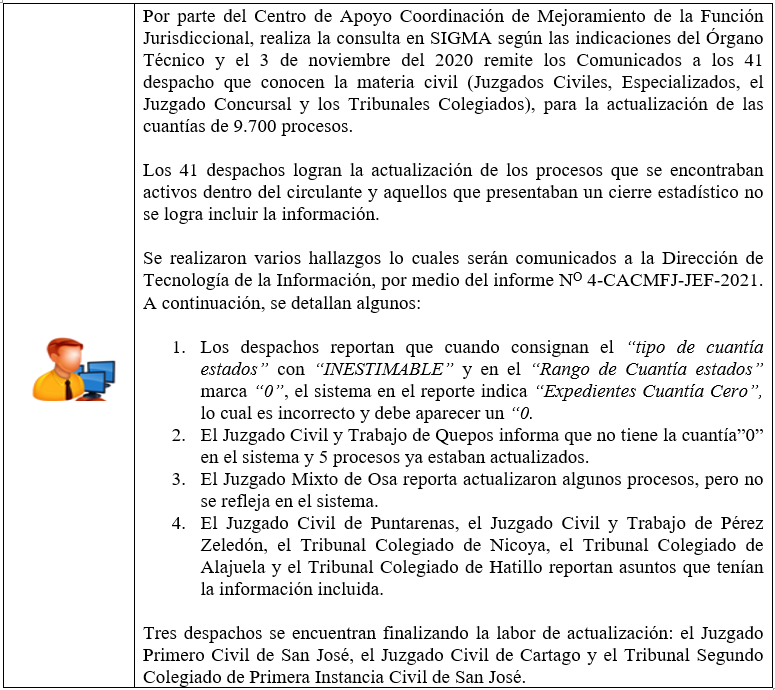 Por parte del Centro de Apoyo Coordinación de Mejoramiento de la Función
Jurisdiccional, realiza la consulta en SIGMA según las indicaciones del Órgano
Técnico y el 3 de noviembre del 2020 remite los Comunicados a los 41
despacho que conocen la materia civil (Juzgados Civiles, Especializados, el
Juzgado Concursal y los Tribunales Colegiados), para la actualización de las
cuantías de 9.700 procesos.
Los 41 despachos logran la actualización de los procesos que se encontraban
activos dentro del circulante y aquellos que presentaban un cierre estadístico no
se logra incluir la información.
Se realizaron varios hallazgos lo cuales serán comunicados a la Dirección de
Tecnología de la Información, por medio del informe Nº 4-CACMFJ-JEF-2021.
A continuación, se detallan algunos:
1. Los despachos reportan que cuando consignan el “tipo de cuantía
estados” con “INESTIMABLE” y en el “Rango de Cuantía estados”
marca “0”, el sistema en el reporte indica “Expedientes Cuantía Cero”,
lo cual es incorrecto y debe aparecer un “0.
2. El Juzgado Civil y Trabajo de Quepos informa que no tiene la cuantía”0”
en el sistema y 5 procesos ya estaban actualizados.
3. El Juzgado Mixto de Osa reporta actualizaron algunos procesos, pero no
se refleja en el sistema.
4. El Juzgado Civil de Puntarenas, el Juzgado Civil y Trabajo de Pérez
Zeledón, el Tribunal Colegiado de Nicoya, el Tribunal Colegiado de
Alajuela y el Tribunal Colegiado de Hatillo reportan asuntos que tenían
la información incluida.
Tres despachos se encuentran finalizando la labor de actualización: el Juzgado
Primero Civil de San José, el Juzgado Civil de Cartago y el Tribunal Segundo
Colegiado de Primera Instancia Civil de San José.